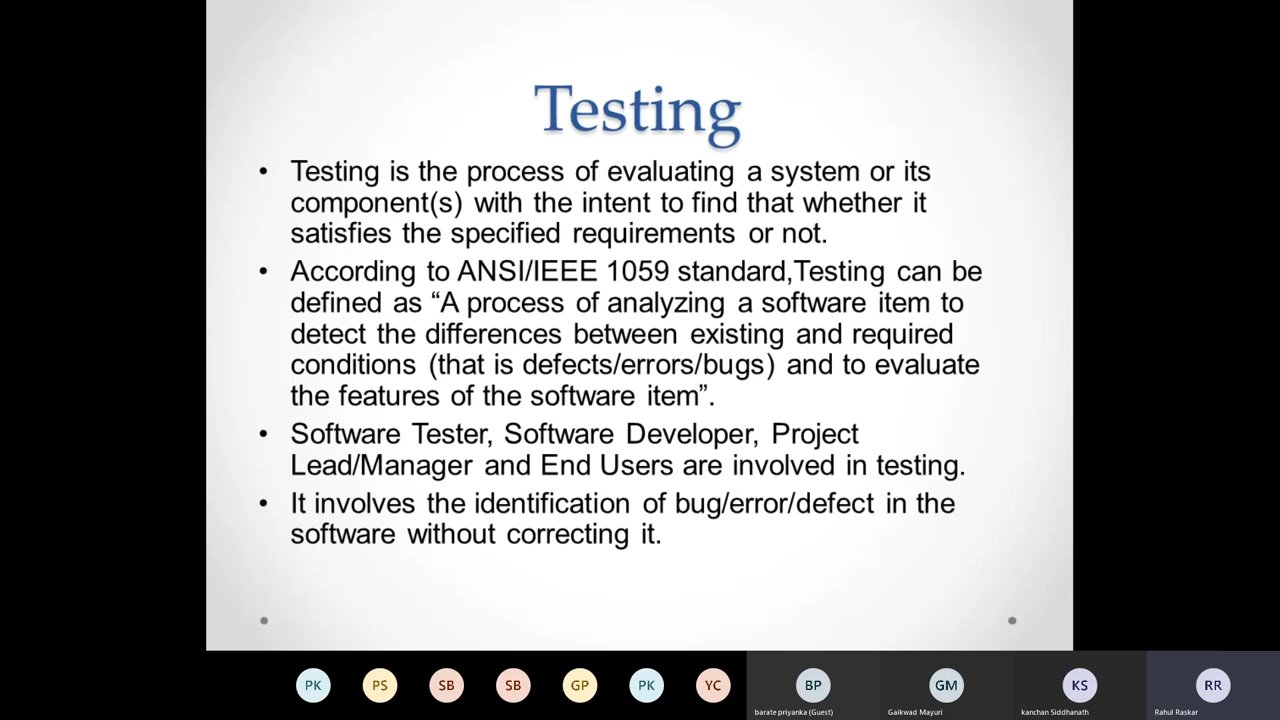 Testing
• Testing is the process of evaluating a system or its
component(s) with the intent to find that whether it
satisfies the specified requirements or not.
• According to ANSI/IEEE 1059 standard,Testing can be
defined as “A process of analyzing a software item to
detect the differences between existing and required
conditions (that is defects/errors/bugs) and to evaluate
the features of the software item”.
• Software Tester, Software Developer, Project
Lead/Manager and End Users are involved in testing.
• It involves the identification of bug/error/defect in the
software without correcting it.
PK PS SB SB GP PK YC BP GM KS RR
barate priyanka (Guest) Gaikwad Mayuri kanchan Siddhanath Rahul Raskar